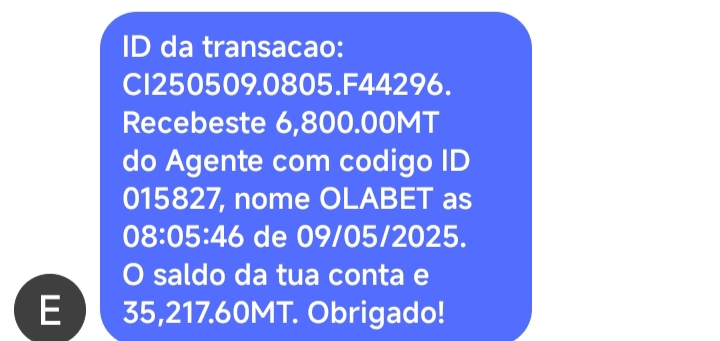 ID da transacao:
CI250509.0805.F44296.
Recebeste 6,800.00MT
do Agente com codigo ID
015827, nome OLABET as
08:05:46 de 09/05/2025.
O saldo da tua conta e
35,217.60MT. Obrigado!
E